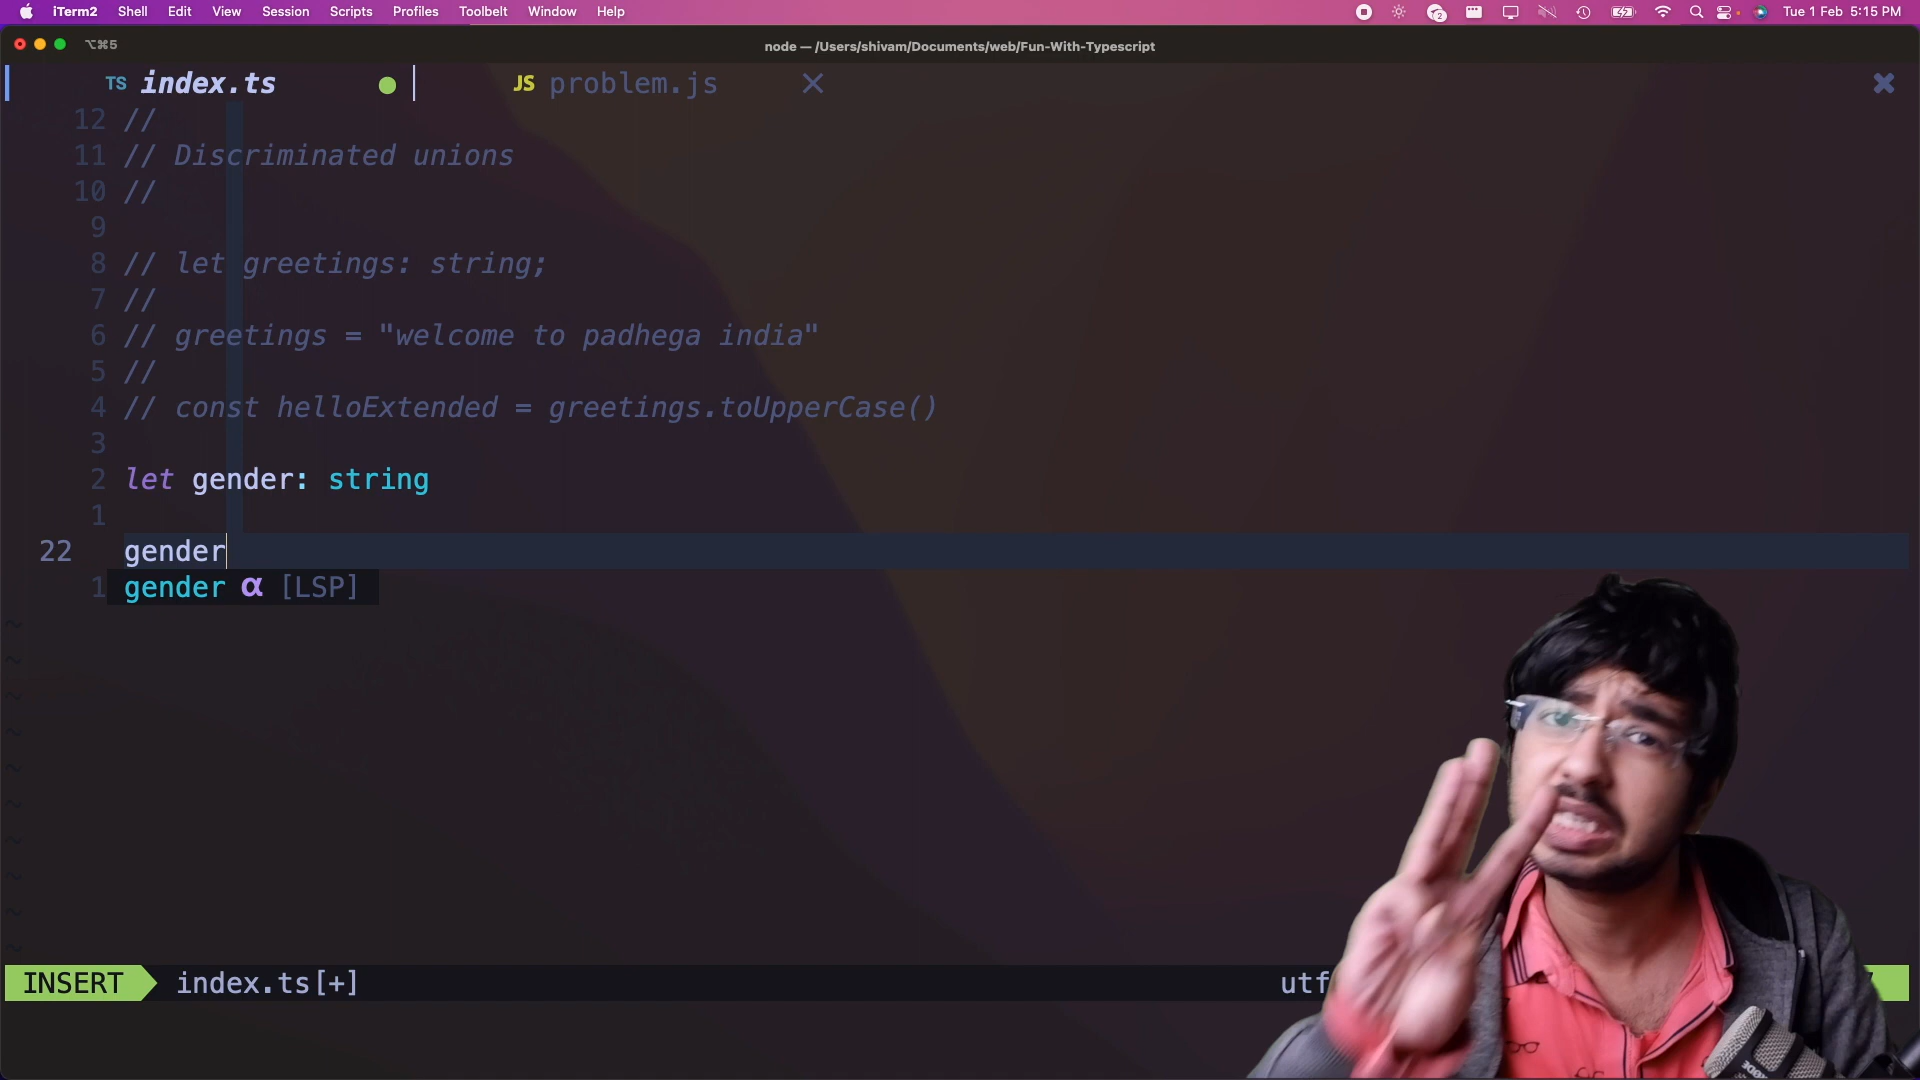 iTerm2 Shell Edit View Session Scripts Profiles Toolbelt Window Help 2 Tue 1 Feb 5:15 PM
⌥⌘5 node — /Users/shivam/Documents/web/Fun-With-Typescript
TS index.ts JS problem.js
12 //
11 // Discriminated unions
10 //
9
8 // let greetings: string;
7 //
6 // greetings = "welcome to padhega india"
5 //
4 // const helloExtended = greetings.toUpperCase()
3
2 let gender: string
1
22 gender
1 gender α [LSP]
~
~
~
~
~
~
~
~
~
~
INSERT index.ts[+] utf
RØDE